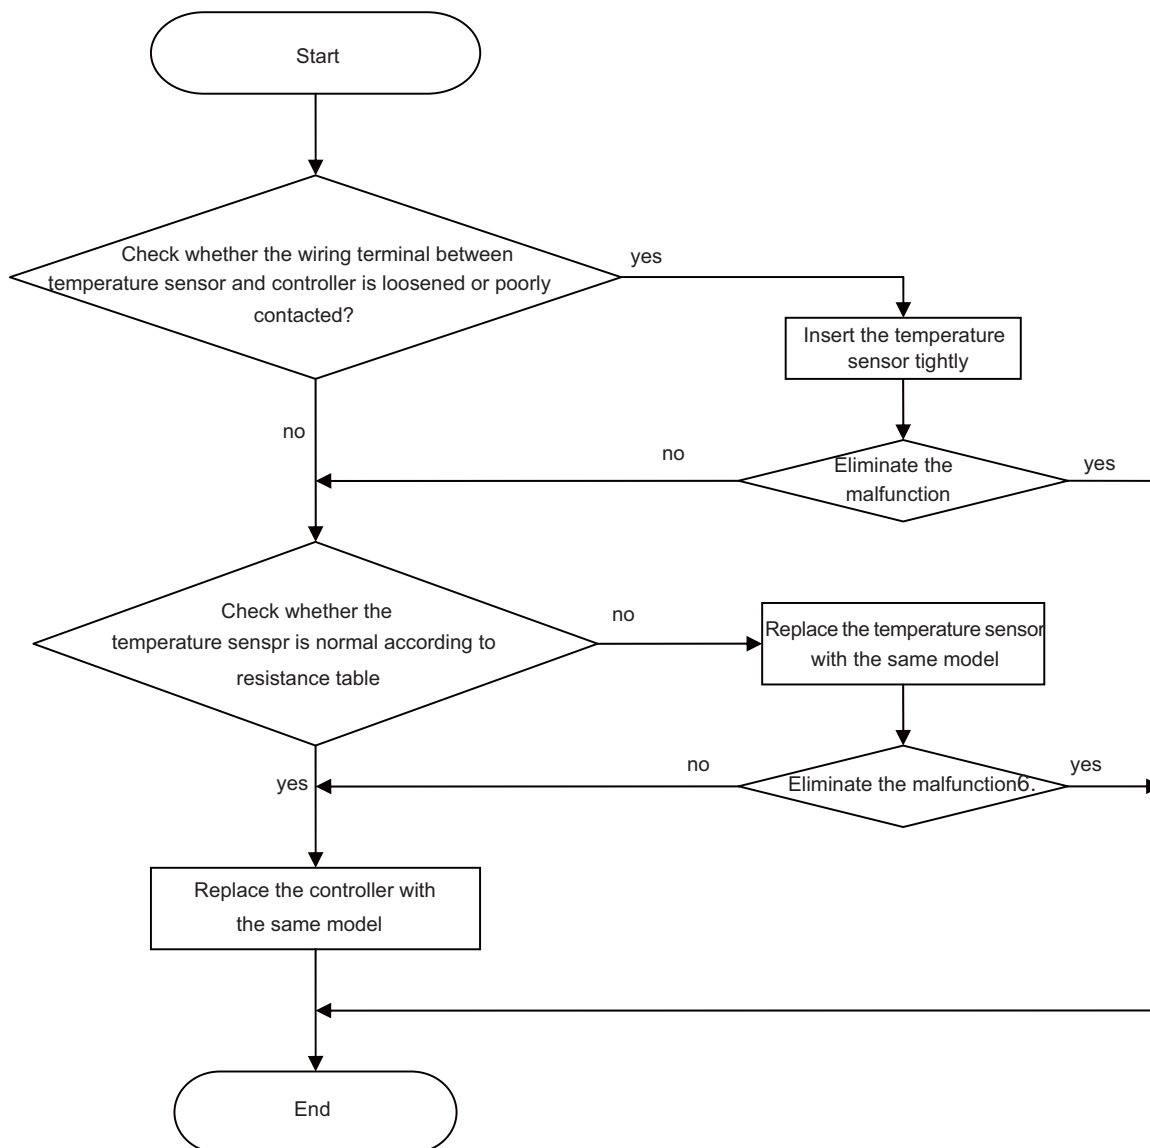 Start
Check whether the wiring terminal between
temperature sensor and controller is loosened or poorly
contacted?
yes
Insert the temperature
sensor tightly
no
no
Eliminate the
malfunction
yes
Check whether the
temperature senspr is normal according to
resistance table
no
Replace the temperature sensor
with the same model
yes
no
Eliminate the malfunction6.
yes
Replace the controller with
the same model
End